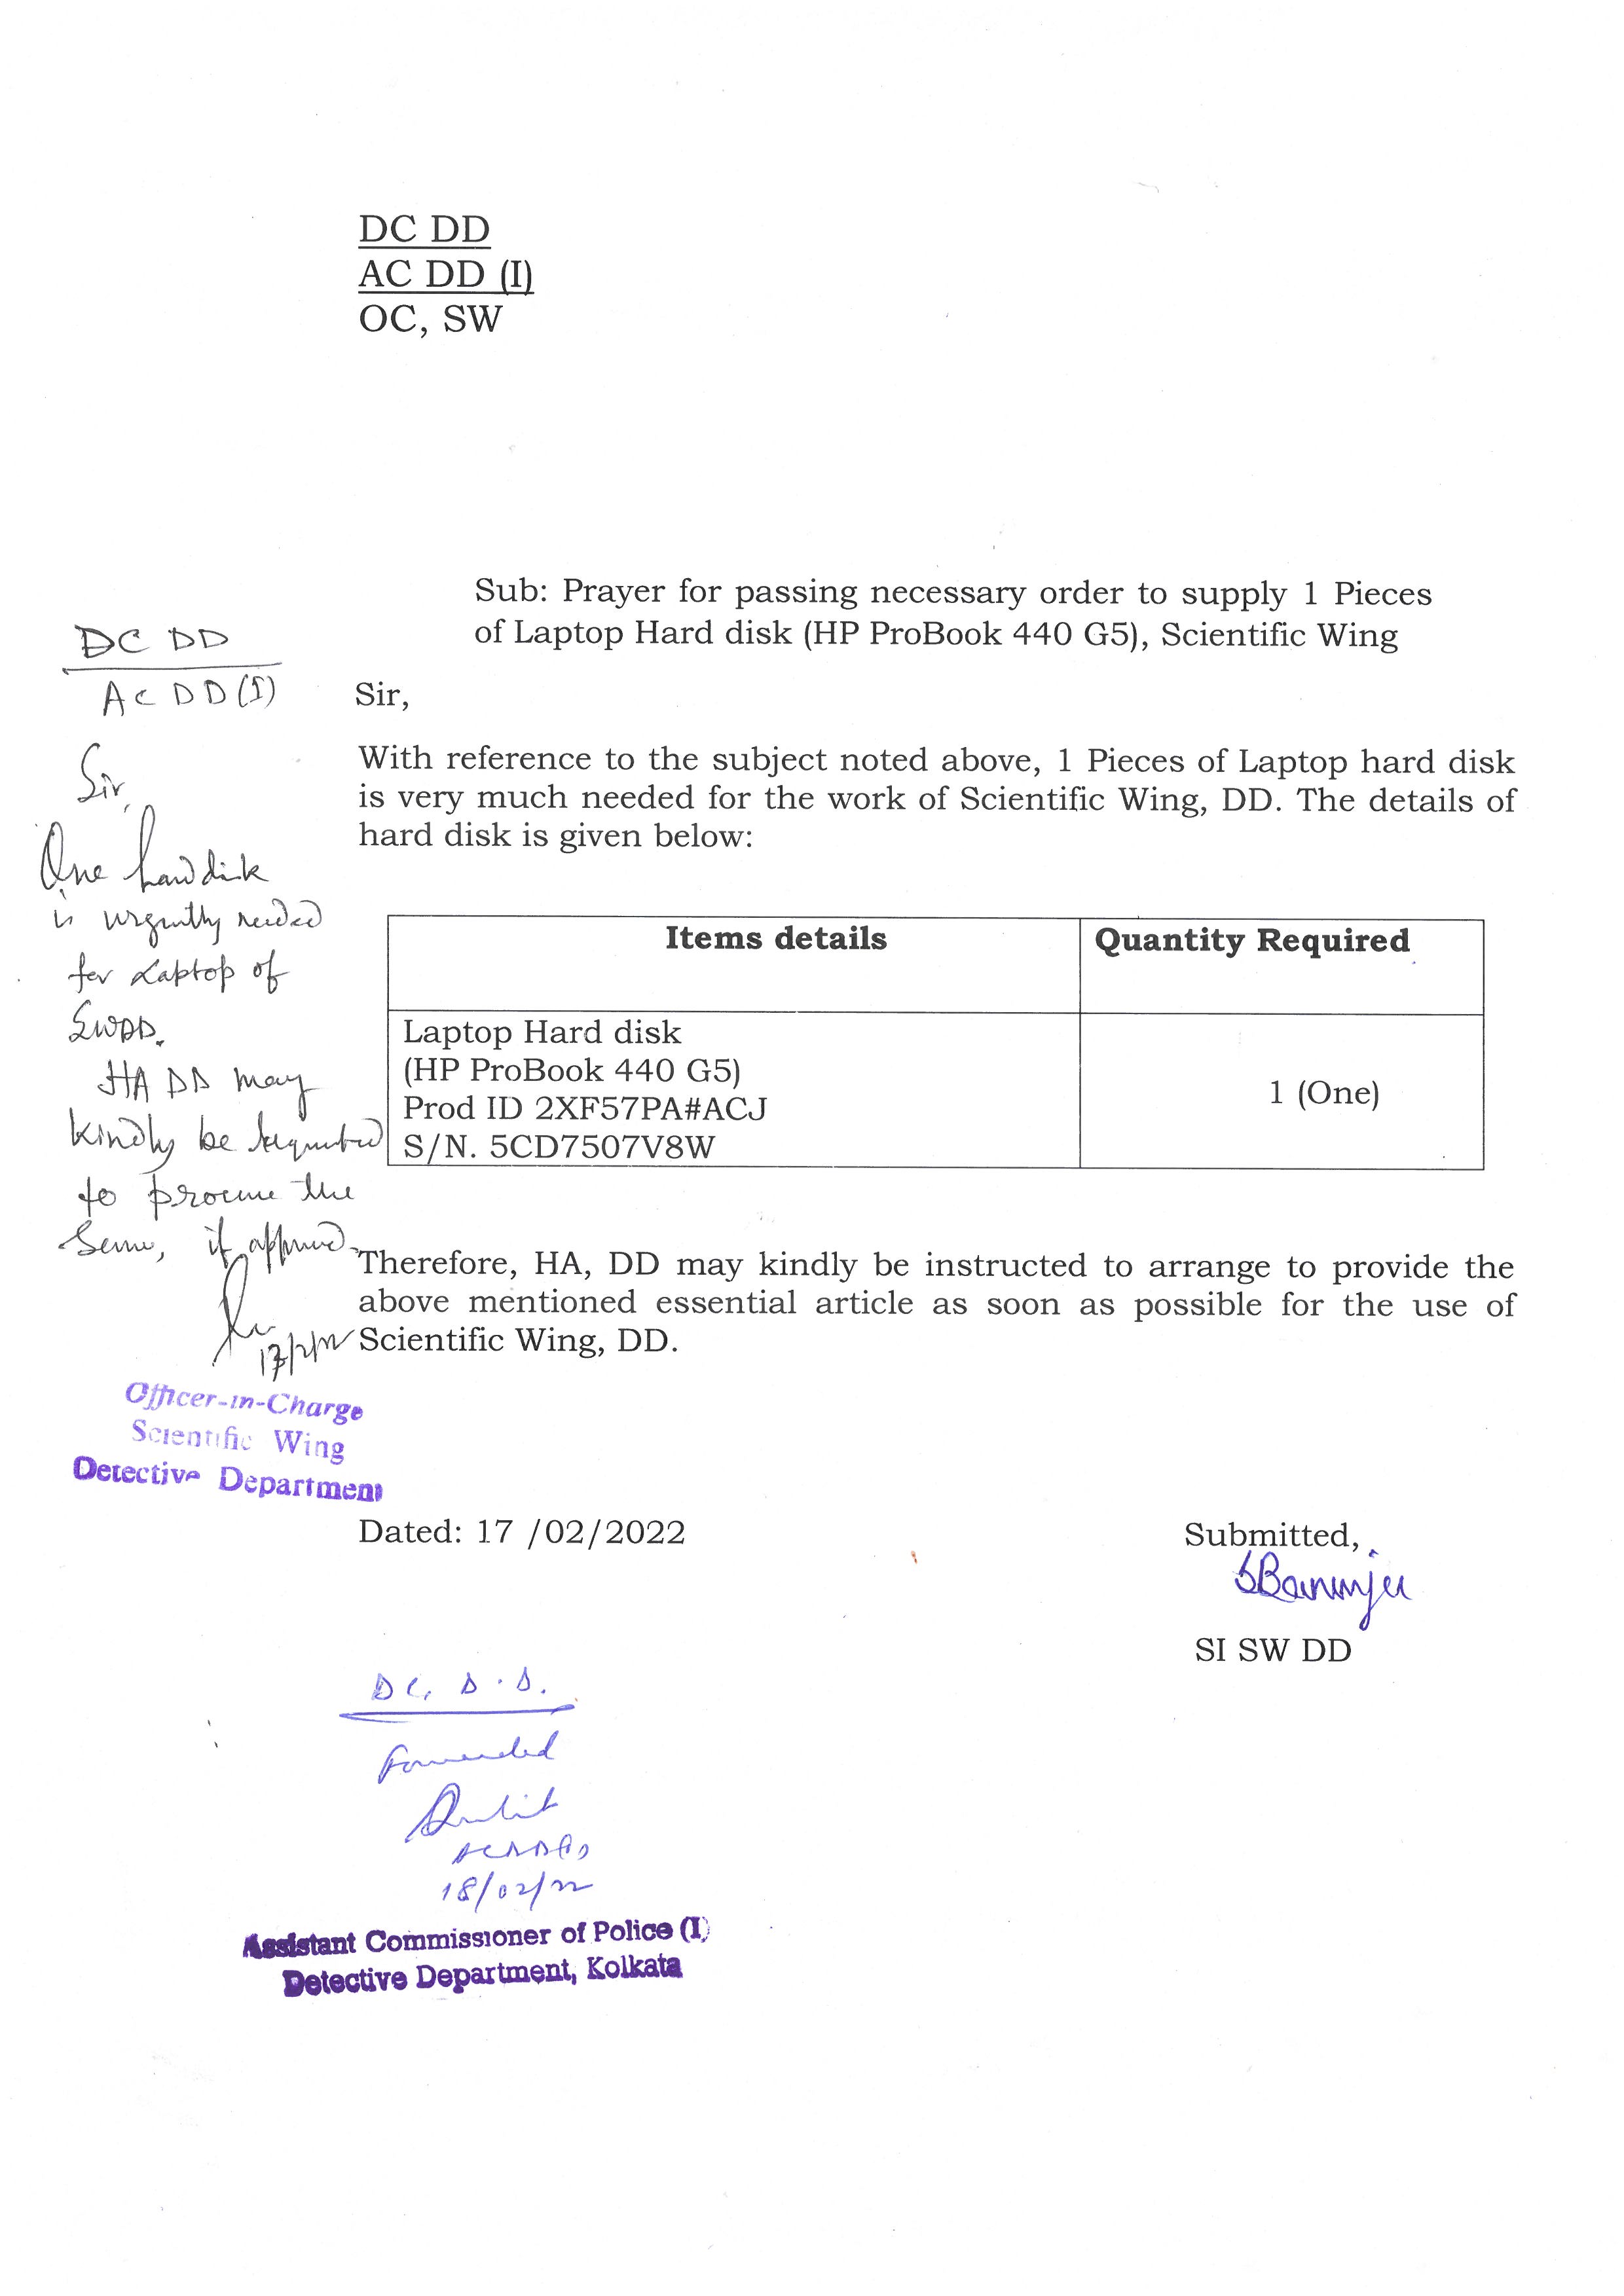 DC DD
AC DD (I)
OC, SW
Sub: Prayer for passing necessary order to supply 1 Pieces
of Laptop Hard disk (HP ProBook 440 G5), Scientific Wing
Sir,
With reference to the subject noted above, 1 Pieces of Laptop hard disk
is very much needed for the work of Scientific Wing, DD. The details of
hard disk is given below:
Items details
Quantity Required
Laptop Hard disk
(HP ProBook 440 G5)
Prod ID 2XF57PA#ACJ
S/N. 5CD7507V8W
1 (One)
Therefore, HA, DD may kindly be instructed to arrange to provide the
above mentioned essential article as soon as possible for the use of
Scientific Wing, DD.
DC DD
AC DD (I)
Sir,
One hard disk
is urgently needed
for Laptop of
SWDD.
HA DD may
kindly be requested
to procure the
same, if approved.
17/2/22
Officer-in-Charge
Scientific Wing
Detective Department
Dated: 17 /02/2022
Submitted,
SBanerjee
SI SW DD
DC, D.D.
Forwarded
ACDD(I)
18/02/22
Assistant Commissioner of Police (I)
Detective Department, Kolkata